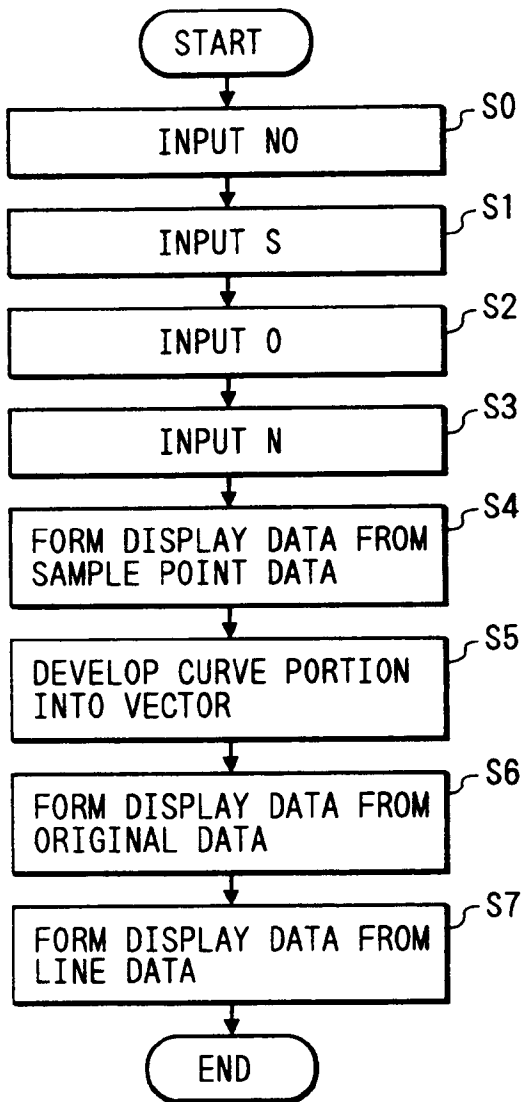 START
S0
INPUT NO
S1
INPUT S
S2
INPUT O
S3
INPUT N
S4
FORM DISPLAY DATA FROM
SAMPLE POINT DATA
S5
DEVELOP CURVE PORTION
INTO VECTOR
S6
FORM DISPLAY DATA FROM
ORIGINAL DATA
S7
FORM DISPLAY DATA FROM
LINE DATA
END